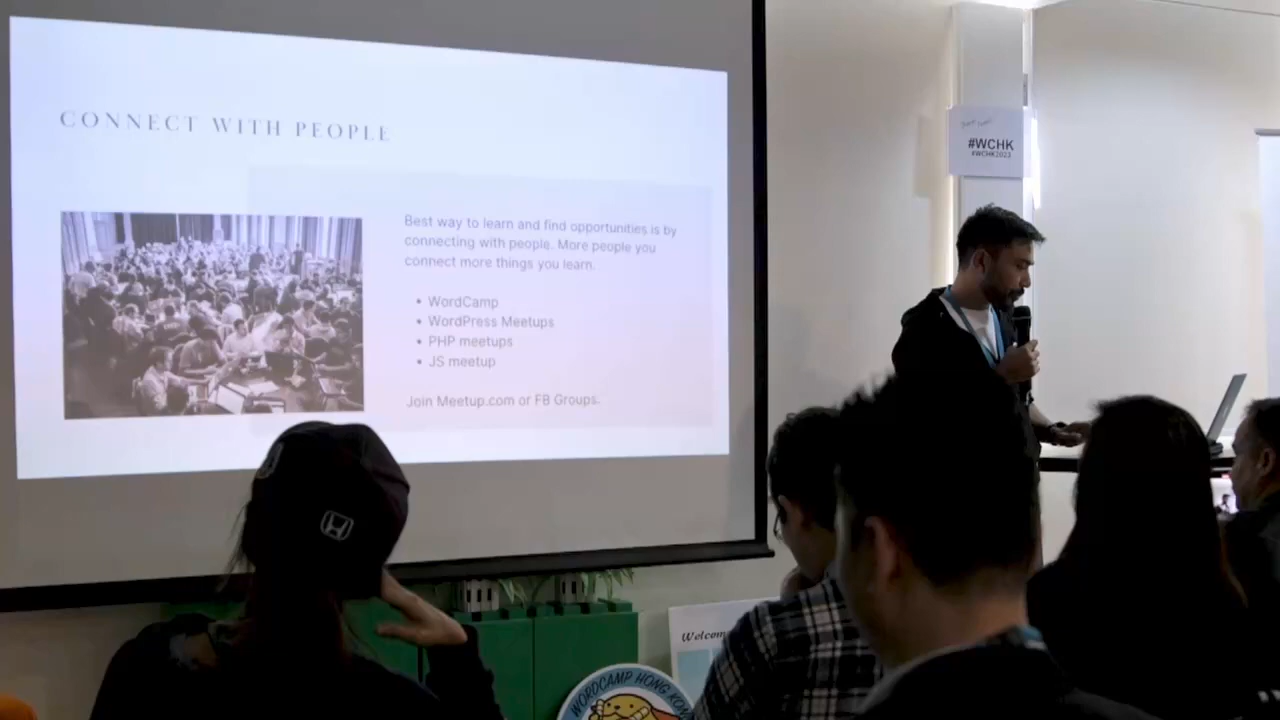 CONNECT WITH PEOPLE
Best way to learn and find opportunities is by
connecting with people. More people you
connect more things you learn.
• WordCamp
• WordPress Meetups
• PHP meetups
• JS meetup
Join Meetup.com or FB Groups.
#WCHK
#WCHK2023
WORDCAMP HONG KON